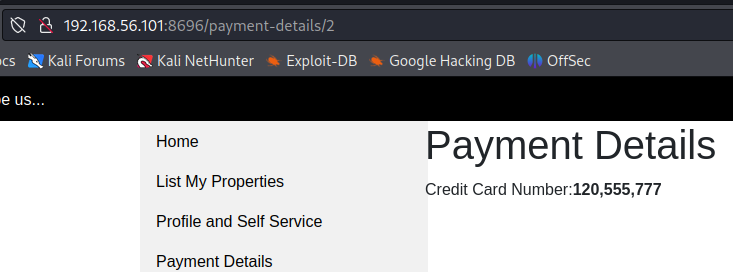 192.168.56.101:8696/payment-details/2
ocs Kali Forums Kali NetHunter Exploit-DB Google Hacking DB OffSec
e us...
Home
List My Properties
Profile and Self Service
Payment Details
Payment Details
Credit Card Number:120,555,777